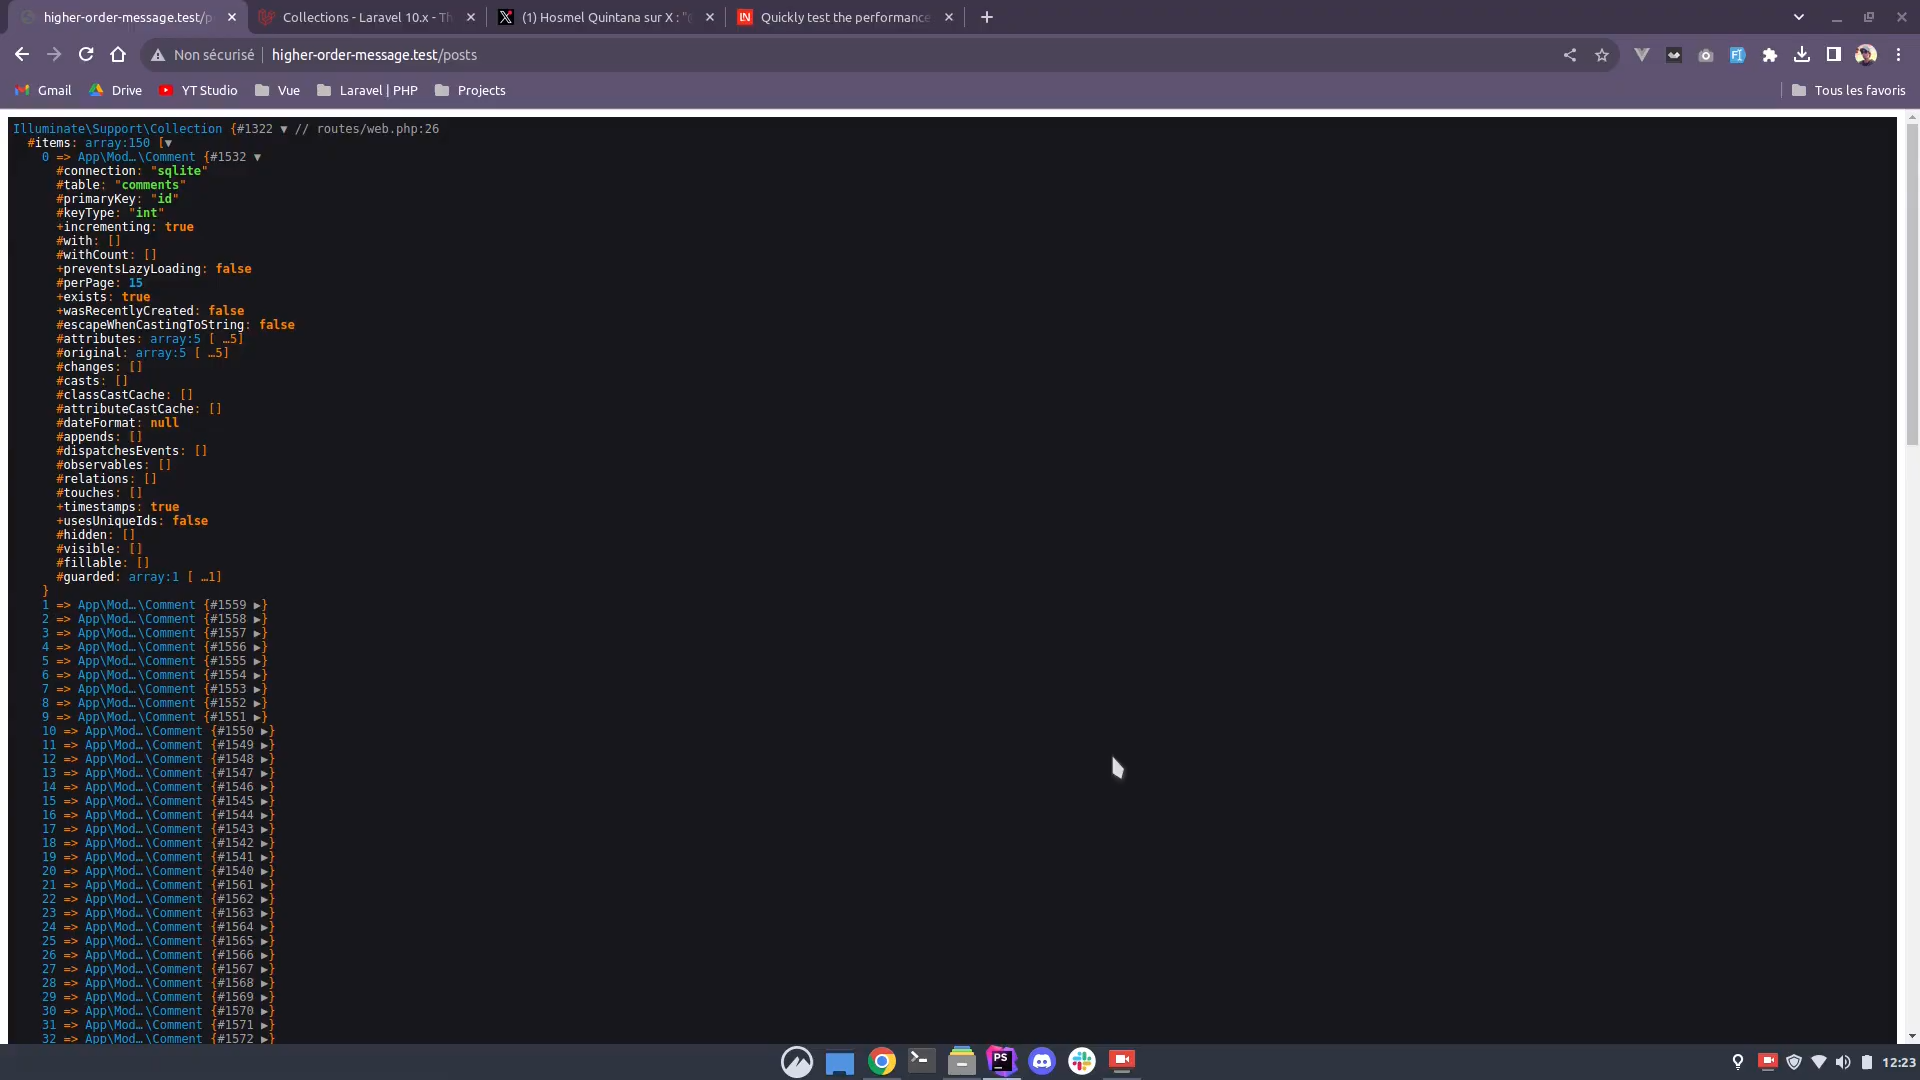 higher-order-message.test/p
Collections - Laravel 10.x - Th
(1) Hosmel Quintana sur X : "(
Quickly test the performance
Non sécurisé
higher-order-message.test/posts
Gmail
Drive
YT Studio
Vue
Laravel | PHP
Projects
Tous les favoris
Illuminate\Support\Collection {#1322 ▼ // routes/web.php:26
#items: array:150 [▼
0 => App\Mod…\Comment {#1532 ▼
#connection: "sqlite"
#table: "comments"
#primaryKey: "id"
#keyType: "int"
+incrementing: true
#with: []
#withCount: []
+preventsLazyLoading: false
#perPage: 15
+exists: true
+wasRecentlyCreated: false
#escapeWhenCastingToString: false
#attributes: array:5 [ …5]
#original: array:5 [ …5]
#changes: []
#casts: []
#classCastCache: []
#attributeCastCache: []
#dateFormat: null
#appends: []
#dispatchesEvents: []
#observables: []
#relations: []
#touches: []
+timestamps: true
+usesUniqueIds: false
#hidden: []
#visible: []
#fillable: []
#guarded: array:1 [ …1]
}
1 => App\Mod…\Comment {#1559 ▶}
2 => App\Mod…\Comment {#1558 ▶}
3 => App\Mod…\Comment {#1557 ▶}
4 => App\Mod…\Comment {#1556 ▶}
5 => App\Mod…\Comment {#1555 ▶}
6 => App\Mod…\Comment {#1554 ▶}
7 => App\Mod…\Comment {#1553 ▶}
8 => App\Mod…\Comment {#1552 ▶}
9 => App\Mod…\Comment {#1551 ▶}
10 => App\Mod…\Comment {#1550 ▶}
11 => App\Mod…\Comment {#1549 ▶}
12 => App\Mod…\Comment {#1548 ▶}
13 => App\Mod…\Comment {#1547 ▶}
14 => App\Mod…\Comment {#1546 ▶}
15 => App\Mod…\Comment {#1545 ▶}
16 => App\Mod…\Comment {#1544 ▶}
17 => App\Mod…\Comment {#1543 ▶}
18 => App\Mod…\Comment {#1542 ▶}
19 => App\Mod…\Comment {#1541 ▶}
20 => App\Mod…\Comment {#1540 ▶}
21 => App\Mod…\Comment {#1561 ▶}
22 => App\Mod…\Comment {#1562 ▶}
23 => App\Mod…\Comment {#1563 ▶}
24 => App\Mod…\Comment {#1564 ▶}
25 => App\Mod…\Comment {#1565 ▶}
26 => App\Mod…\Comment {#1566 ▶}
27 => App\Mod…\Comment {#1567 ▶}
28 => App\Mod…\Comment {#1568 ▶}
29 => App\Mod…\Comment {#1569 ▶}
30 => App\Mod…\Comment {#1570 ▶}
31 => App\Mod…\Comment {#1571 ▶}
32 => App\Mod…\Comment {#1572 ▶}
PS
12:23